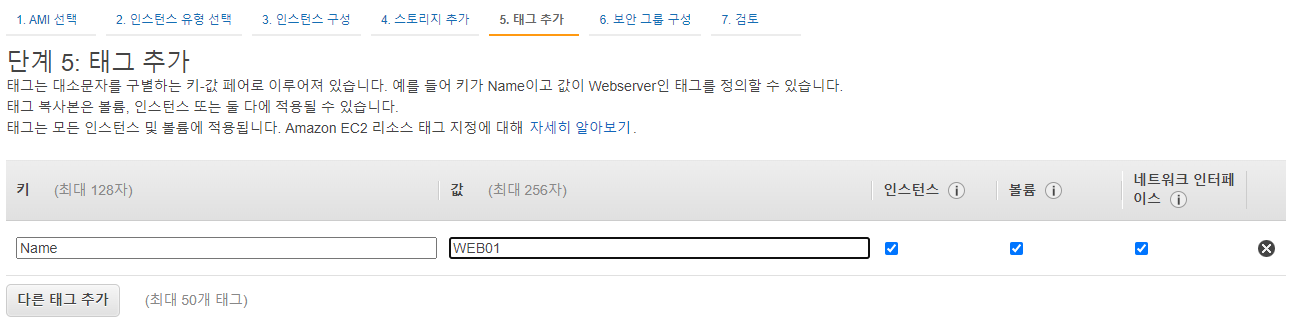 1. AMI 선택 2. 인스턴스 유형 선택 3. 인스턴스 구성 4. 스토리지 추가 5. 태그 추가 6. 보안 그룹 구성 7. 검토
단계 5: 태그 추가
태그는 대소문자를 구별하는 키-값 페어로 이루어져 있습니다. 예를 들어 키가 Name이고 값이 Webserver인 태그를 정의할 수 있습니다.
태그 복사본은 볼륨, 인스턴스 또는 둘 다에 적용될 수 있습니다.
태그는 모든 인스턴스 및 볼륨에 적용됩니다. Amazon EC2 리소스 태그 지정에 대해 자세히 알아보기.
키 (최대 128자) 값 (최대 256자) 인스턴스 i 볼륨 i 네트워크 인터페
이스 i
Name WEB01
다른 태그 추가 (최대 50개 태그)